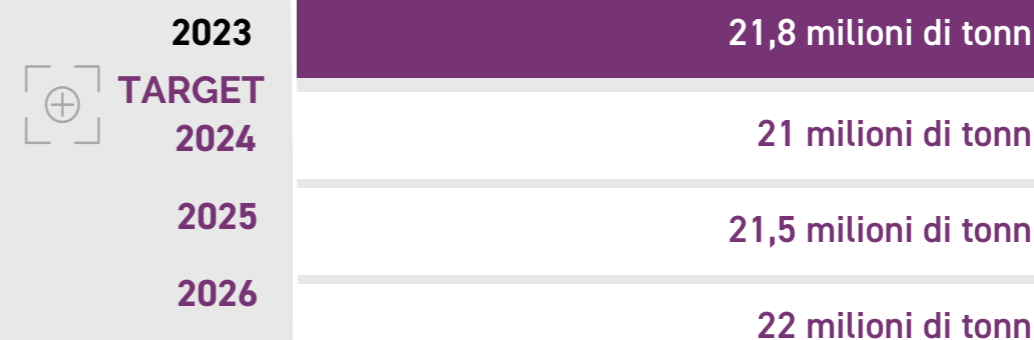 2023 21,8 milioni di tonn
TARGET
2024 21 milioni di tonn
2025 21,5 milioni di tonn
2026 22 milioni di tonn